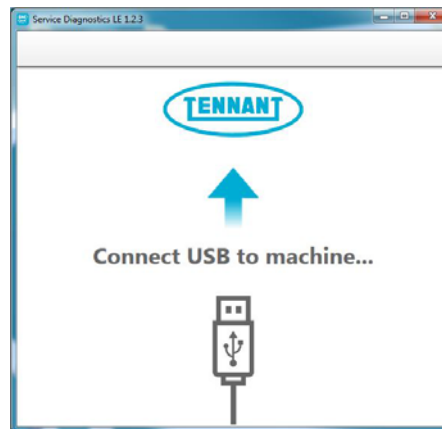 Service Diagnostics LE 1.2.3
TENNANT
Connect USB to machine...